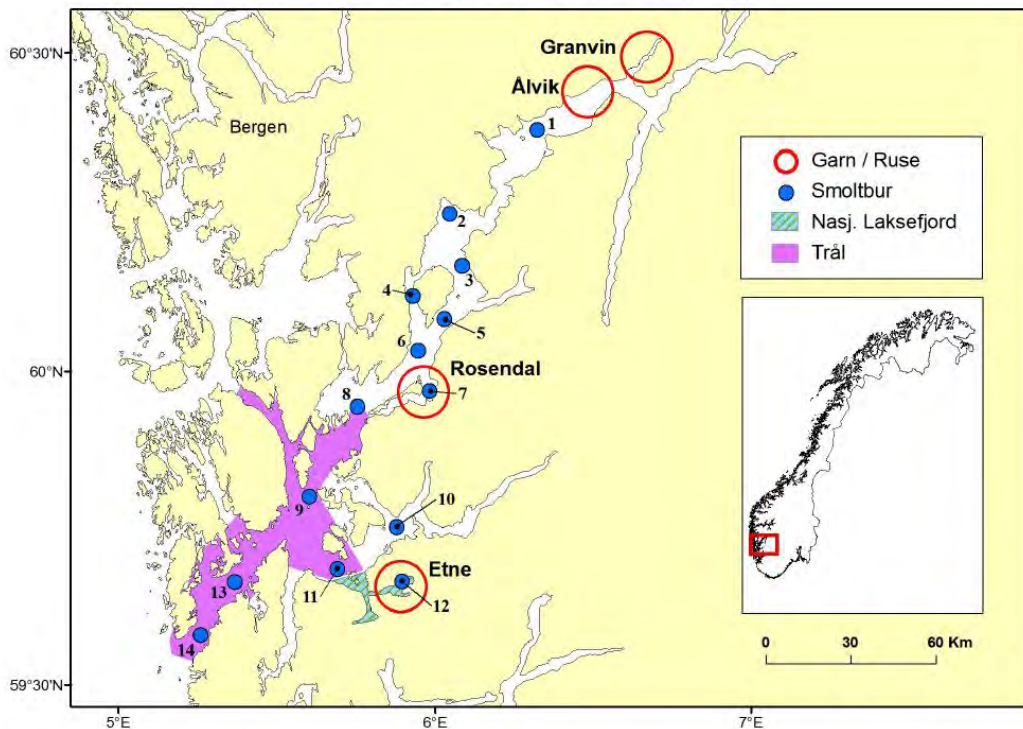 60°30'N
Granvin
Ålvik
Bergen
1
Garn / Ruse
Smoltbur
Nasj. Laksefjord
Trål
2
3
4
5
6
60°N
Rosendal
7
8
9
10
Etne
11
12
13
14
0 30 60 Km
59°30'N
5°E 6°E 7°E